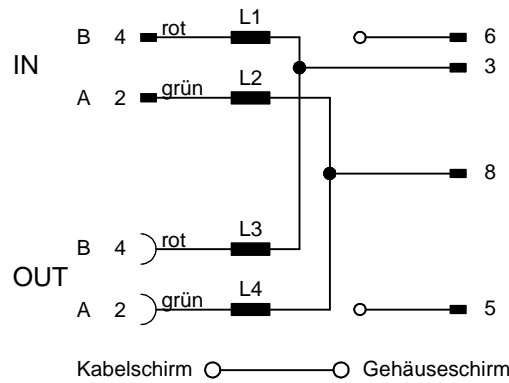 B 4 rot L1 6
IN
3
A 2 grün L2
8
B 4 rot L3
OUT
A 2 grün L4 5
Kabelschirm Gehäuseschirm